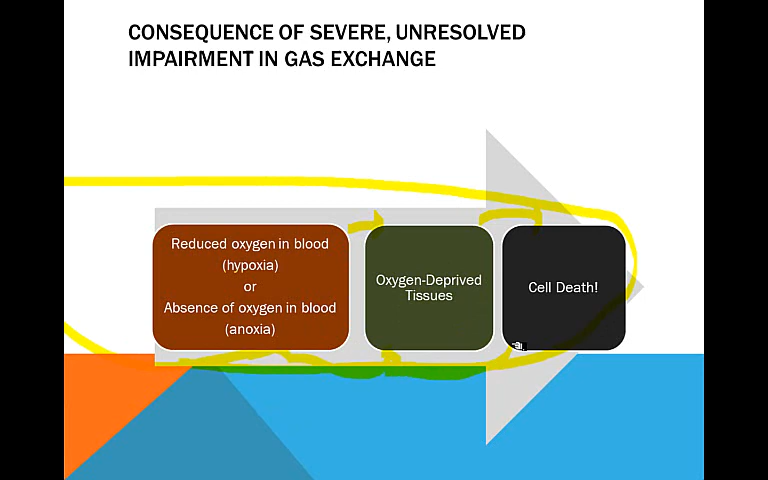 CONSEQUENCE OF SEVERE, UNRESOLVED
IMPAIRMENT IN GAS EXCHANGE
Reduced oxygen in blood
(hypoxia)
or
Absence of oxygen in blood
(anoxia)
Oxygen-Deprived
Tissues
Cell Death!